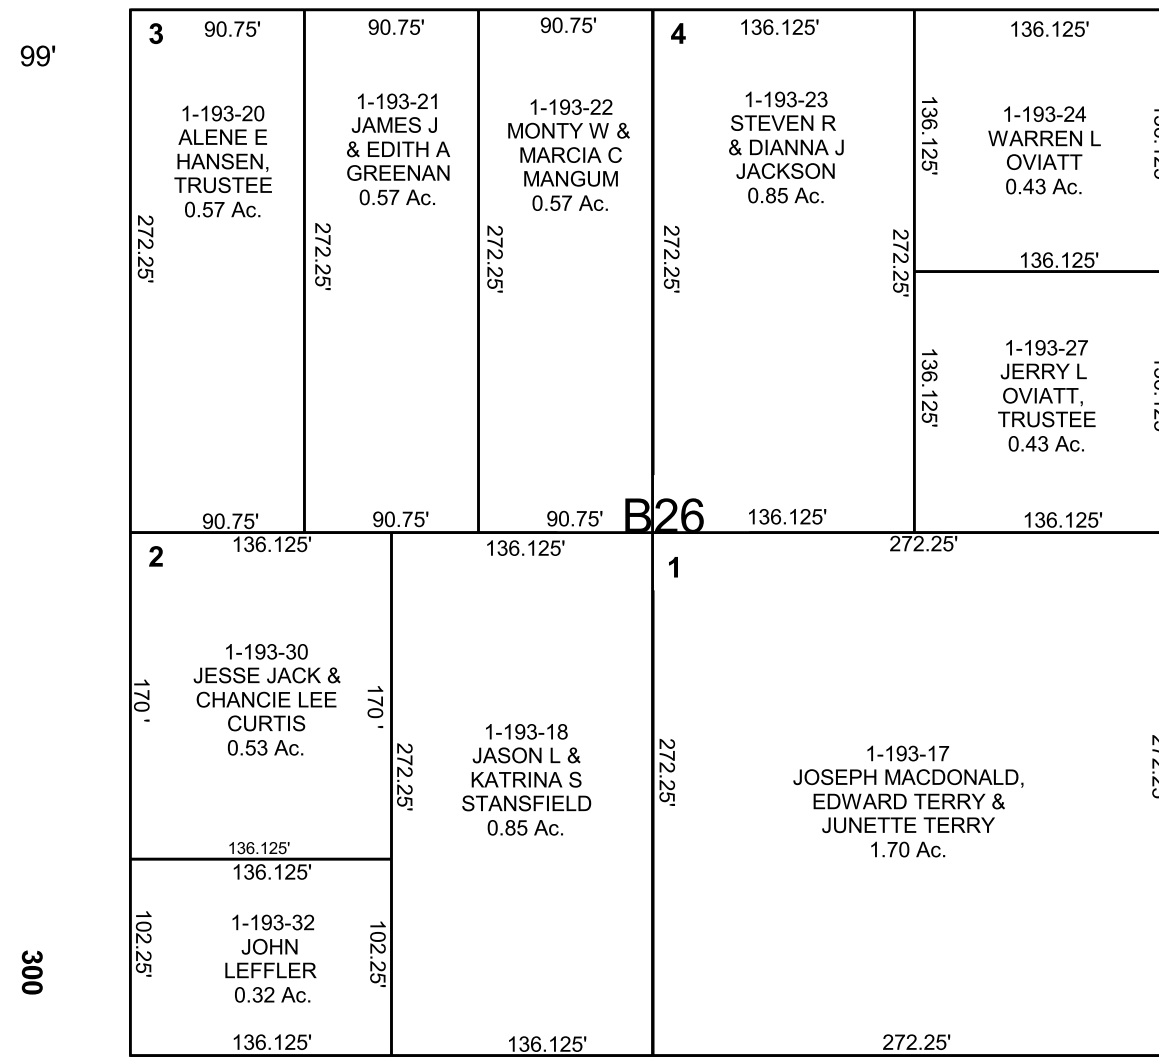 99'
3
90.75'
90.75'
90.75'
4
136.125'
136.125'
1-193-20
ALENE E
HANSEN,
TRUSTEE
0.57 Ac.
272.25'
90.75'
1-193-21
JAMES J
& EDITH A
GREENAN
0.57 Ac.
272.25'
90.75'
1-193-22
MONTY W &
MARCIA C
MANGUM
0.57 Ac.
272.25'
90.75'
1-193-23
STEVEN R
& DIANNA J
JACKSON
0.85 Ac.
272.25'
272.25'
136.125'
136.125'
1-193-24
WARREN L
OVIATT
0.43 Ac.
136.125'
136.125'
1-193-27
JERRY L
OVIATT,
TRUSTEE
0.43 Ac.
136.125'
B26
2
136.125'
170 '
1-193-30
JESSE JACK &
CHANCIE LEE
CURTIS
0.53 Ac.
170 '
136.125'
136.125'
102.25'
1-193-32
JOHN
LEFFLER
0.32 Ac.
102.25'
136.125'
136.125'
272.25'
1-193-18
JASON L &
KATRINA S
STANSFIELD
0.85 Ac.
136.125'
1
272.25'
272.25'
1-193-17
JOSEPH MACDONALD,
EDWARD TERRY &
JUNETTE TERRY
1.70 Ac.
272.25'
300